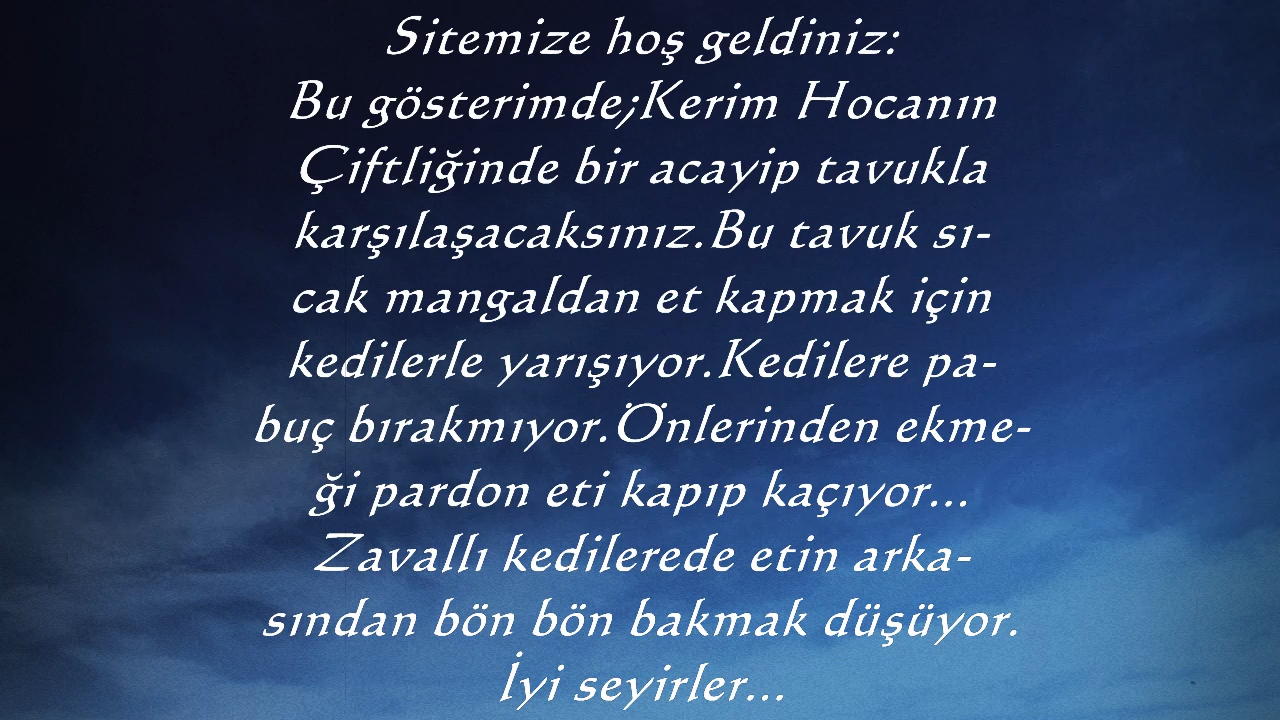 Sitemize hoş geldiniz:
Bu gösterimde;Kerim Hocanın
Çiftliğinde bir acayip tavukla
karşılaşacaksınız.Bu tavuk sı-
cak mangaldan et kapmak için
kedilerle yarışıyor.Kedilere pa-
buç bırakmıyor.Önlerinden ekme-
ği pardon eti kapıp kaçıyor...
Zavallı kedilerede etin arka-
sından bön bön bakmak düşüyor.
İyi seyirler...